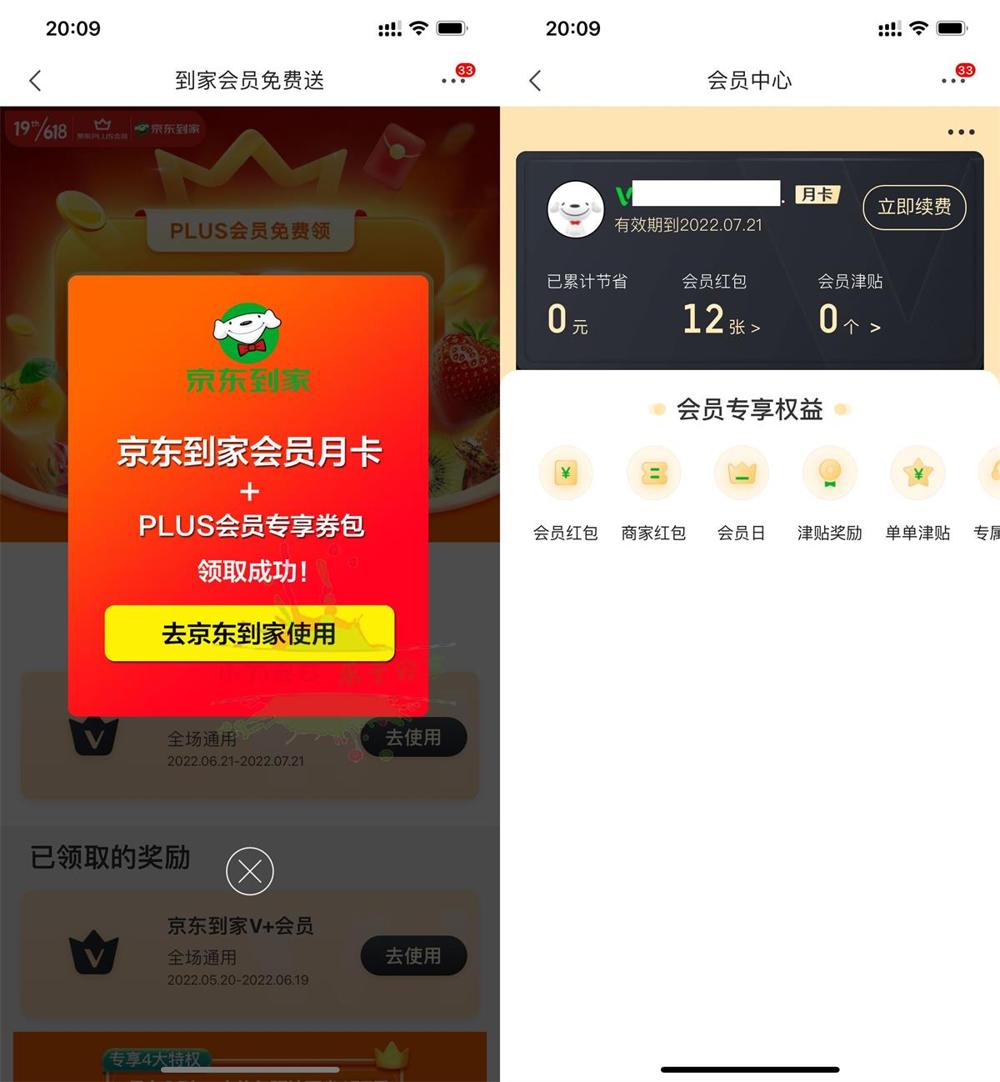 20:09
到家会员免费送
33
19th/618
京东PLUS会员
京东到家
PLUS会员免费领
京东到家
京东到家会员月卡
+
PLUS会员专享券包
领取成功！
去京东到家使用
全场通用
去使用
2022.06.21-2022.07.21
已领取的奖励
京东到家V+会员
全场通用
去使用
2022.05.20-2022.06.19
专享4大特权
20:09
会员中心
33
月卡
立即续费
有效期到2022.07.21
已累计节省 会员红包 会员津贴
0元 12张> 0个 >
会员专享权益
会员红包 商家红包 会员日 津贴奖励 单单津贴 专属